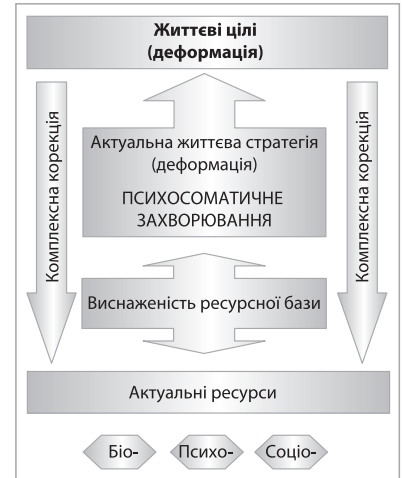 Життєві цілі
(деформація)
Комплексна корекція
Актуальна життєва стратегія
(деформація)
ПСИХОСОМАТИЧНЕ
ЗАХВОРЮВАННЯ
Виснаженість ресурсної бази
Комплексна корекція
Актуальні ресурси
Біо-
Психо-
Соціо-